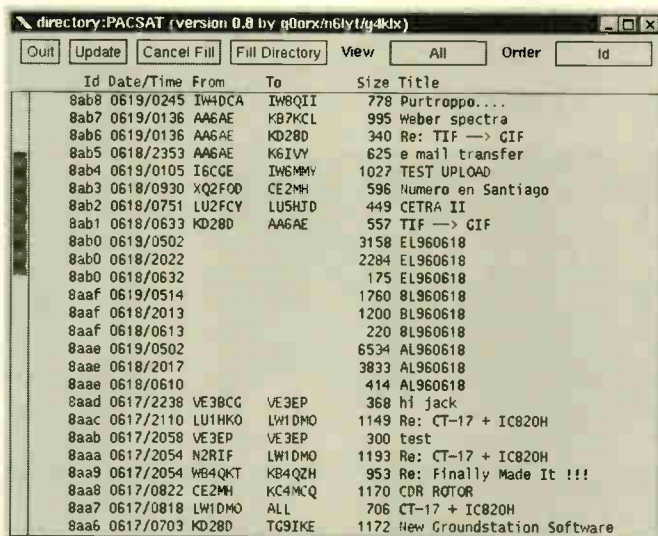 directory:PACSAT (version 0.8 by g0orx/n6lyt/g4klx)
Quit Update Cancel Fill Fill Directory View All Order Id
Id Date/Time From To Size Title
8ab8 0619/0245 IW4DCA IW8QII 778 Purtroppo....
8ab7 0619/0136 AA6AE KB7KCL 995 Weber spectra
8ab6 0619/0136 AA6AE KD28D 340 Re: TIF —> GIF
8ab5 0618/2353 AA6AE K6IVY 625 e mail transfer
8ab4 0619/0105 I6CGE IW6MMY 1027 TEST UPLOAD
8ab3 0618/0930 XQ2FOD CE2MH 596 Numero en Santiago
8ab2 0618/0751 LU2FCY LU5HJD 449 CETRA II
8ab1 0618/0633 KD28D AA6AE 557 TIF —> GIF
8ab0 0619/0502 3158 EL960618
8ab0 0618/2022 2284 EL960618
8ab0 0618/0632 175 EL960618
8aaf 0619/0514 1760 BL960618
8aaf 0618/2013 1200 BL960618
8aaf 0618/0613 220 BL960618
8aae 0619/0502 6534 AL960618
8aae 0618/2017 3833 AL960618
8aae 0618/0610 414 AL960618
8aad 0617/2238 VE3BCG VE3EP 368 hi jack
8aac 0617/2110 LU1HKO LW1DMO 1149 Re: CT-17 + IC820H
8aab 0617/2058 VE3EP VE3EP 300 test
8aaa 0617/2054 N2RIF LW1DMO 1193 Re: CT-17 + IC820H
8aa9 0617/2054 WB4QKT KB4QZH 953 Re: Finally Made It !!!
8aa8 0617/0822 CE2MH KC4MCQ 1170 CDR ROTOR
8aa7 0617/0818 LW1DMO ALL 706 CT-17 + IC820H
8aa6 0617/0703 KD28D TG9IKE 1172 New Groundstation Software